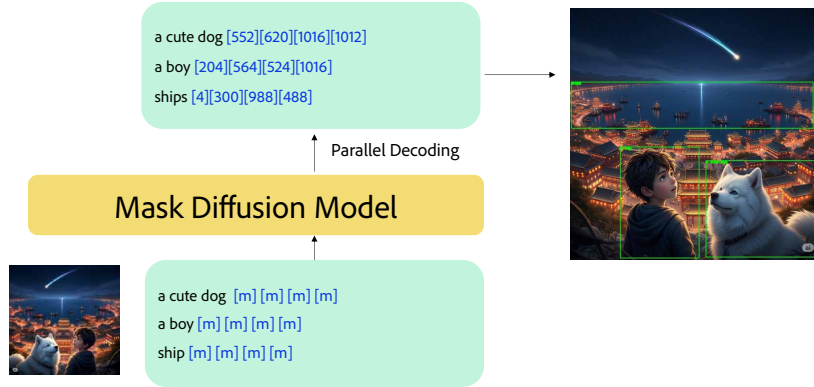 a cute dog [552][620][1016][1012]
a boy [204][564][524][1016]
ships [4][300][988][488]
Parallel Decoding
Mask Diffusion Model
a cute dog [m] [m] [m] [m]
a boy [m] [m] [m] [m]
ship [m] [m] [m] [m]